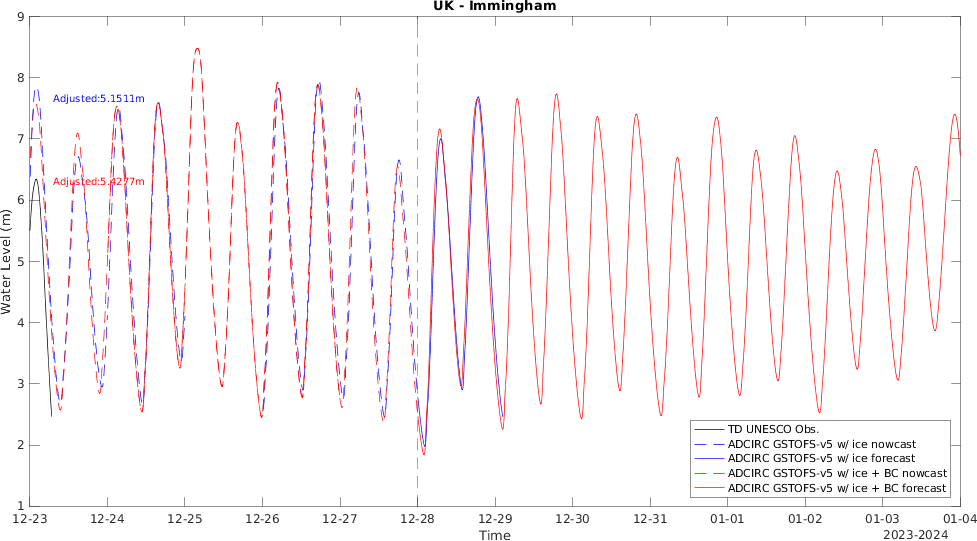 UK - Immingham
9
8
7
6
5
4
3
2
1
Water Level (m)
Adjusted:5.1511m
Adjusted:5.4277m
TD UNESCO Obs.
ADCIRC GSTOFS-v5 w/ ice nowcast
ADCIRC GSTOFS-v5 w/ ice forecast
ADCIRC GSTOFS-v5 w/ ice + BC nowcast
ADCIRC GSTOFS-v5 w/ ice + BC forecast
12-23 12-24 12-25 12-26 12-27 12-28 12-29 12-30 12-31 01-01 01-02 01-03 01-04
Time
2023-2024